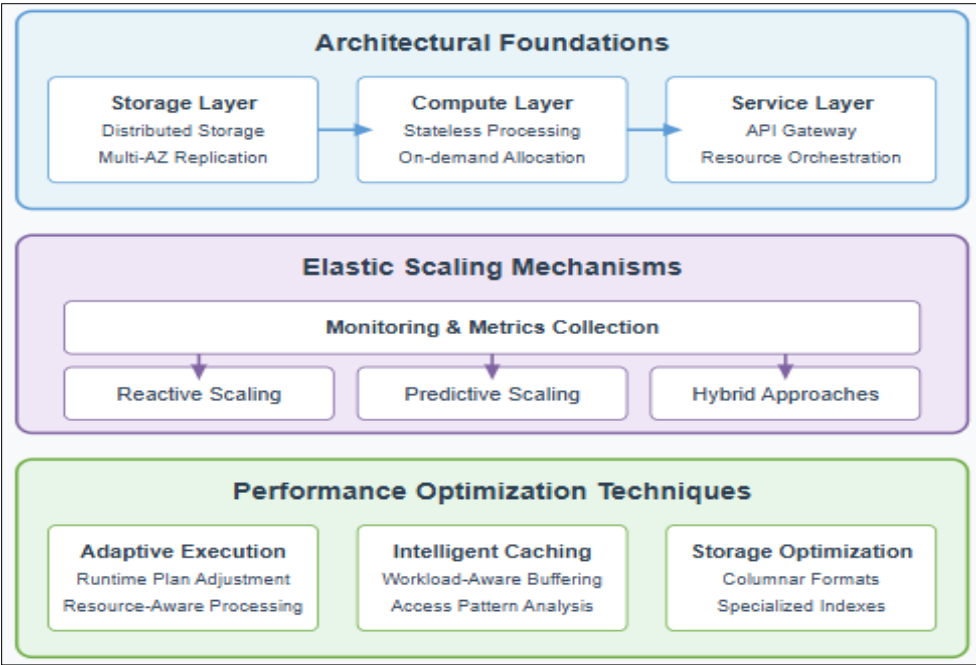 Architectural Foundations
Storage Layer
Distributed Storage
Multi-AZ Replication
Compute Layer
Stateless Processing
On-demand Allocation
Service Layer
API Gateway
Resource Orchestration
Elastic Scaling Mechanisms
Monitoring & Metrics Collection
Reactive Scaling
Predictive Scaling
Hybrid Approaches
Performance Optimization Techniques
Adaptive Execution
Runtime Plan Adjustment
Resource-Aware Processing
Intelligent Caching
Workload-Aware Buffering
Access Pattern Analysis
Storage Optimization
Columnar Formats
Specialized Indexes